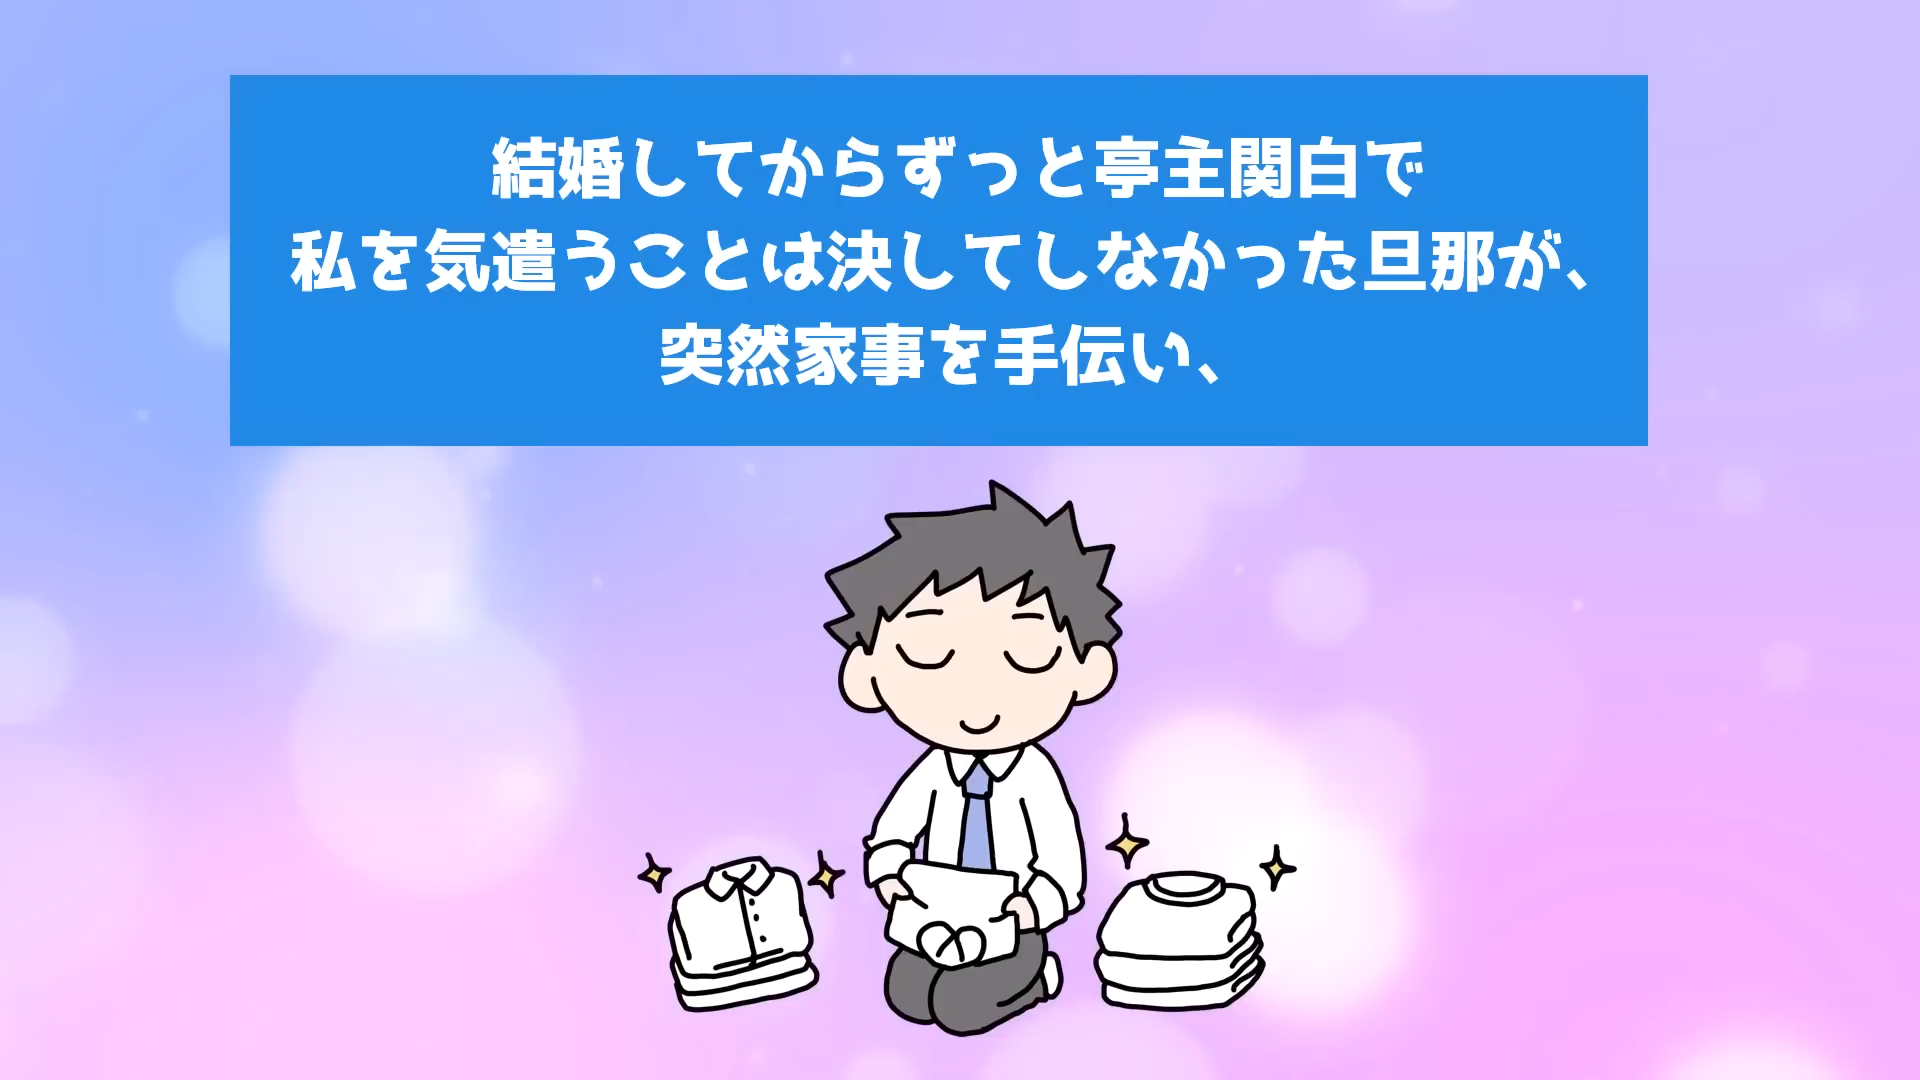 結婚してからずっと亭主関白で
私を気遣うことは決してしなかった旦那が、
突然家事を手伝い、